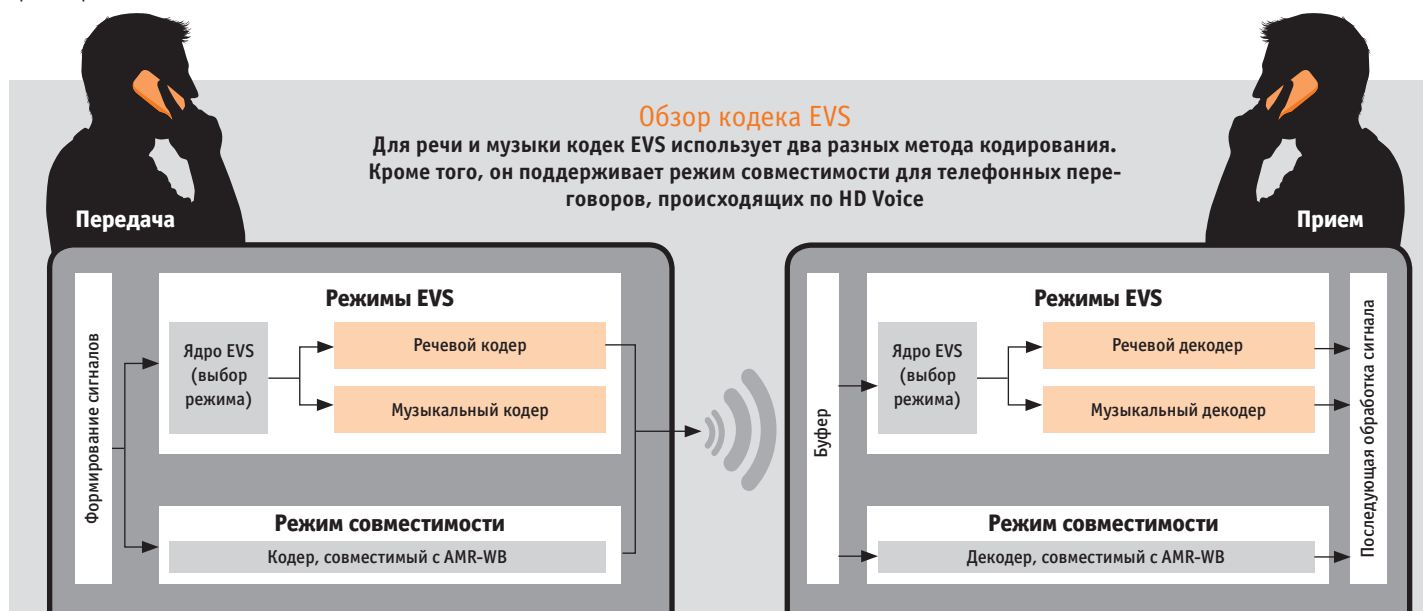 Обзор кодека EVS
Для речи и музыки кодек EVS использует два разных метода кодирования.
Кроме того, он поддерживает режим совместимости для телефонных пере-
говоров, происходящих по HD Voice
Передача
Формирование сигналов
Режимы EVS
Ядро EVS
(выбор
режима)
Речевой кодер
Музыкальный кодер
Режим совместимости
Кодер, совместимый с AMR-WB
Прием
Буфер
Режимы EVS
Ядро EVS
(выбор
режима)
Речевой декодер
Музыкальный декодер
Режим совместимости
Декодер, совместимый с AMR-WB
Последующая обработка сигнала